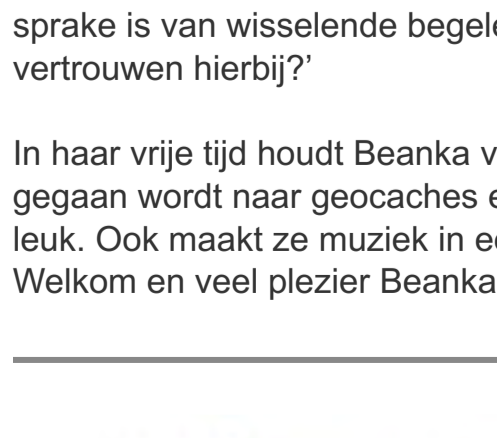 sprake is van wisselende begele
vertrouwen hierbij?’
In haar vrije tijd houdt Beanka v
gegaan wordt naar geocaches e
leuk. Ook maakt ze muziek in e
Welkom en veel plezier Beanka